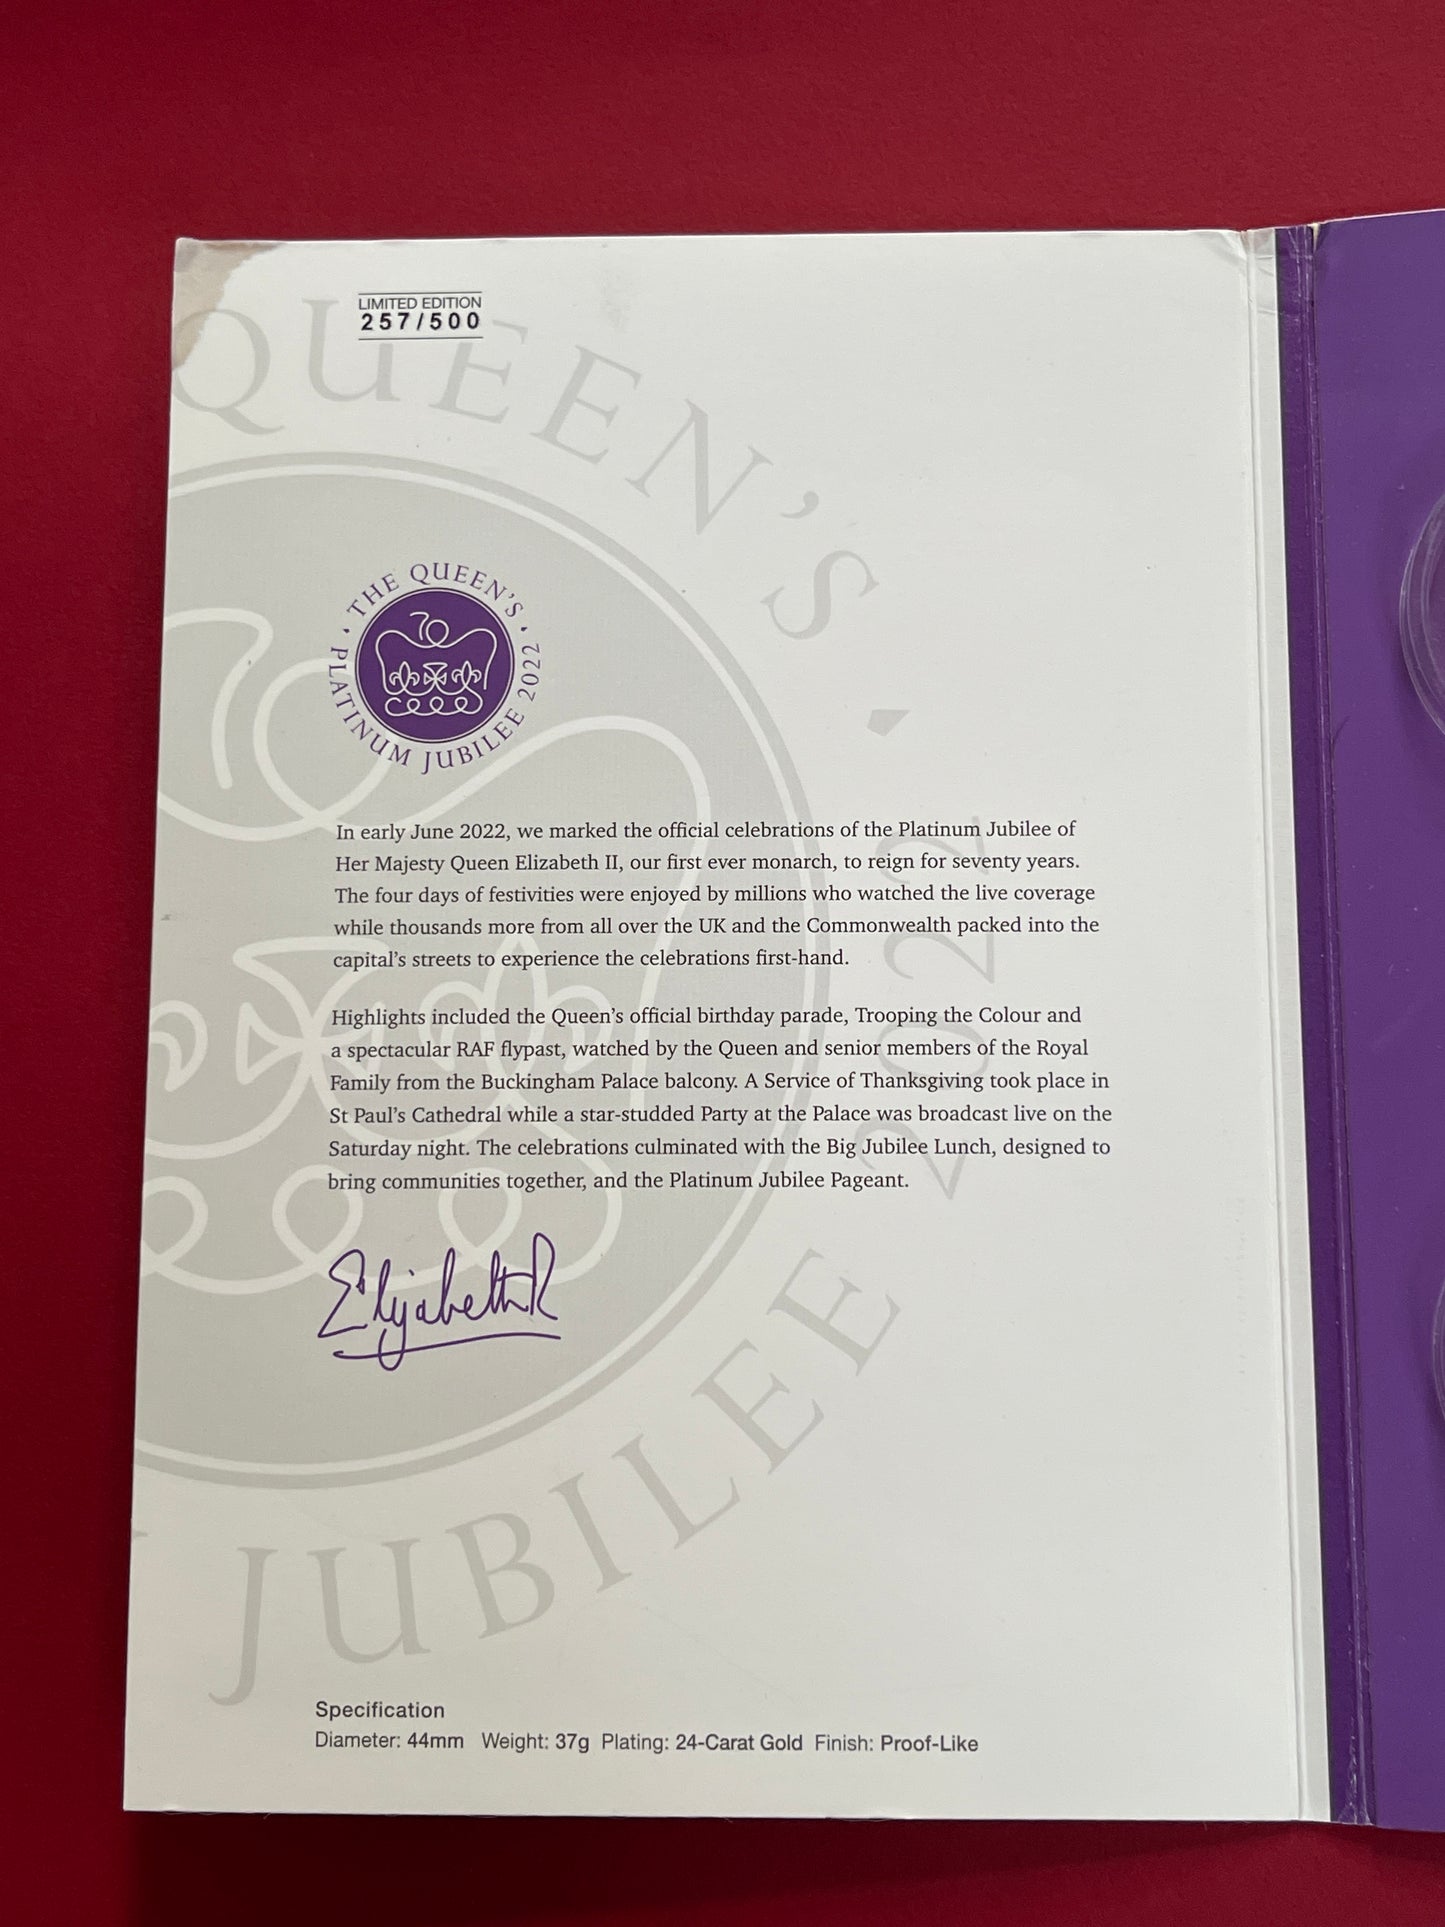 LIMITED EDITION
257/500
QUEEN'S
JUBILEE 2022
THE QUEEN'S
PLATINUM JUBILEE 2022
70
In early June 2022, we marked the official celebrations of the Platinum Jubilee of
Her Majesty Queen Elizabeth II, our first ever monarch, to reign for seventy years.
The four days of festivities were enjoyed by millions who watched the live coverage
while thousands more from all over the UK and the Commonwealth packed into the
capital's streets to experience the celebrations first-hand.
Highlights included the Queen's official birthday parade, Trooping the Colour and
a spectacular RAF flypast, watched by the Queen and senior members of the Royal
Family from the Buckingham Palace balcony. A Service of Thanksgiving took place in
St Paul's Cathedral while a star-studded Party at the Palace was broadcast live on the
Saturday night. The celebrations culminated with the Big Jubilee Lunch, designed to
bring communities together, and the Platinum Jubilee Pageant.
Elizabeth R
Specification
Diameter: 44mm Weight: 37g Plating: 24-Carat Gold Finish: Proof-Like